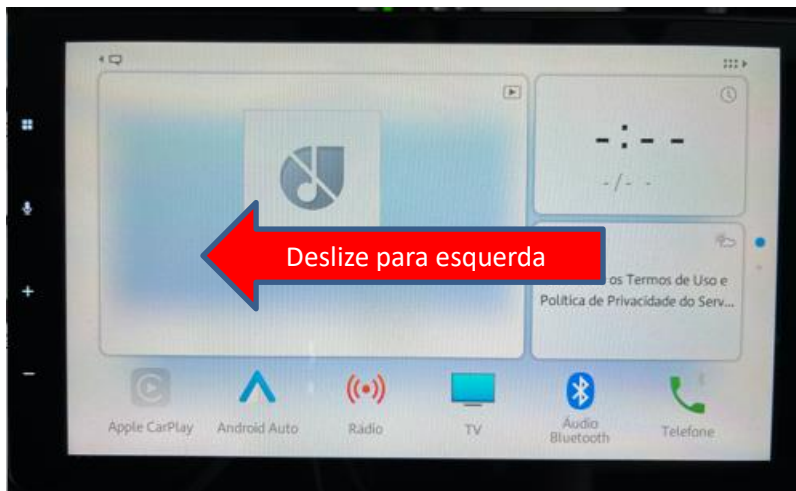 -:--
-/--
Deslize para esquerda
os Termos de Uso e
Política de Privacidade do Serv...
Apple CarPlay
Android Auto
Rádio
TV
Áudio
Bluetooth
Telefone
+
-